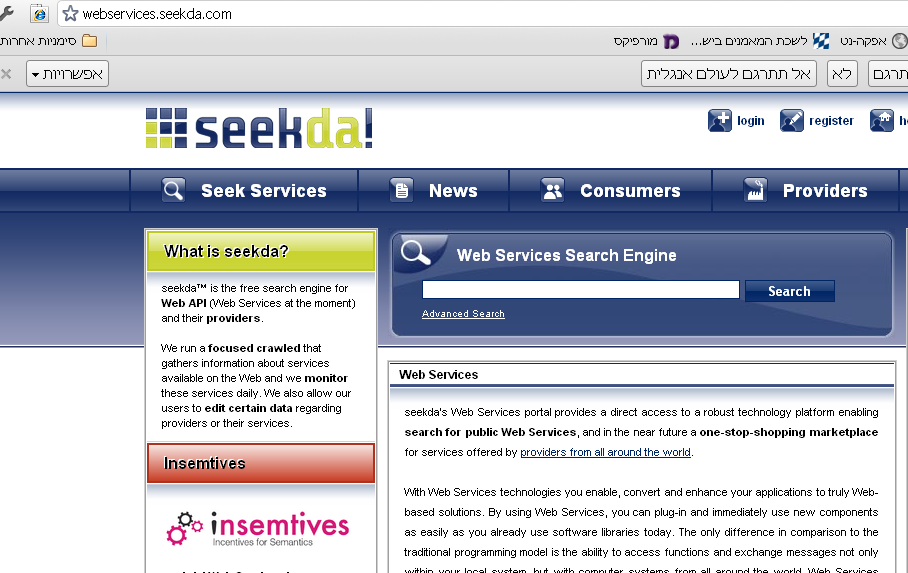 webservices.seekda.com
סימניות אחרות
מורפיקס
לשכת המאמנים ביש...
אפקה-נט
אפשרויות
אל תתרגם לעולם אנגלית
לא
תרגם
seekda!
login
register
Seek Services
News
Consumers
Providers
What is seekda?
seekda™ is the free search engine for
Web API (Web Services at the moment)
and their providers.
We run a focused crawled that
gathers information about services
available on the Web and we monitor
these services daily. We also allow our
users to edit certain data regarding
providers or their services.
Insemtives
insemtives
Incentives for Semantics
Web Services Search Engine
Search
Advanced Search
Web Services
seekda's Web Services portal provides a direct access to a robust technology platform enabling
search for public Web Services, and in the near future a one-stop-shopping marketplace
for services offered by providers from all around the world.
With Web Services technologies you enable, convert and enhance your applications to truly Web-
based solutions. By using Web Services, you can plug-in and immediately use new components
as easily as you already use software libraries today. The only difference in comparison to the
traditional programming model is the ability to access functions and exchange messages not only
within your local system, but with computer systems from all around the world. Web Services